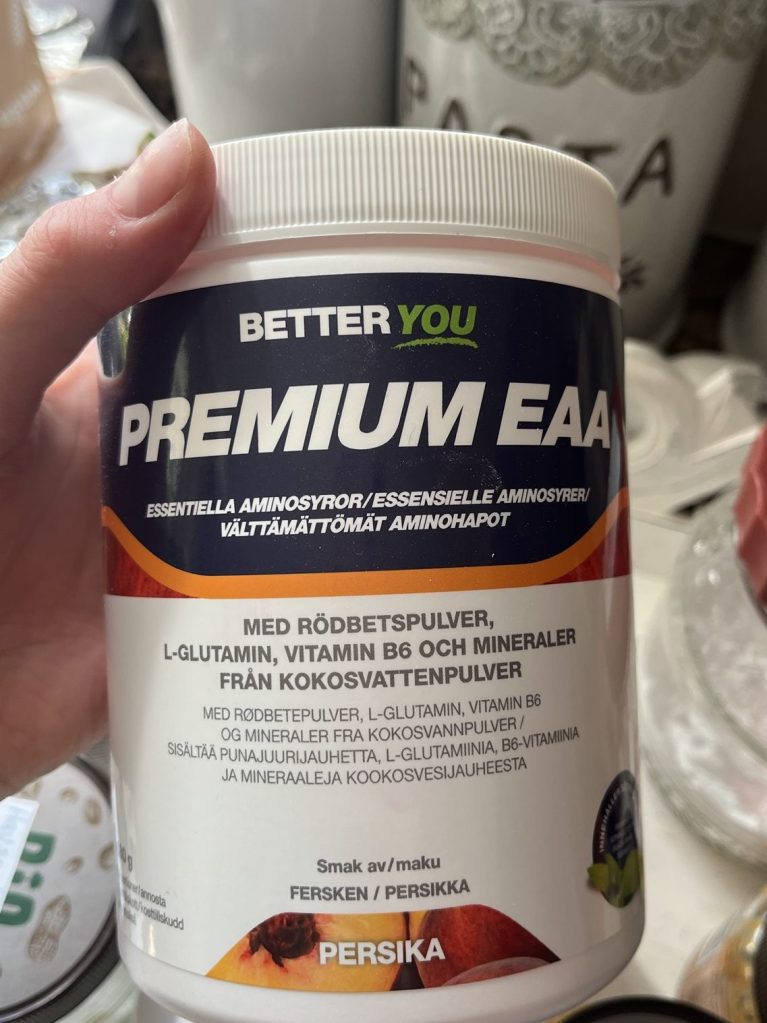 PASTA
BETTER YOU
PREMIUM EAA
ESSENTIELLA AMINOSYROR/ESSENSIELLE AMINOSYRER/
VÄLTTÄMÄTTÖMÄT AMINOHAPOT
MED RÖDBETSPULVER,
L-GLUTAMIN, VITAMIN B6 OCH MINERALER
FRÅN KOKOSVATTENPULVER
MED RØDBETEPULVER, L-GLUTAMIN, VITAMIN B6
OG MINERALER FRA KOKOSVANNPULVER /
SISÄLTÄÄ PUNAJUURIJAUHETTA, L-GLUTAMIINIA, B6-VITAMIINIA
JA MINERAALEJA KOOKOSVESIJAUHEESTA
Smak av/maku
FERSKEN / PERSIKKA
PERSIKA